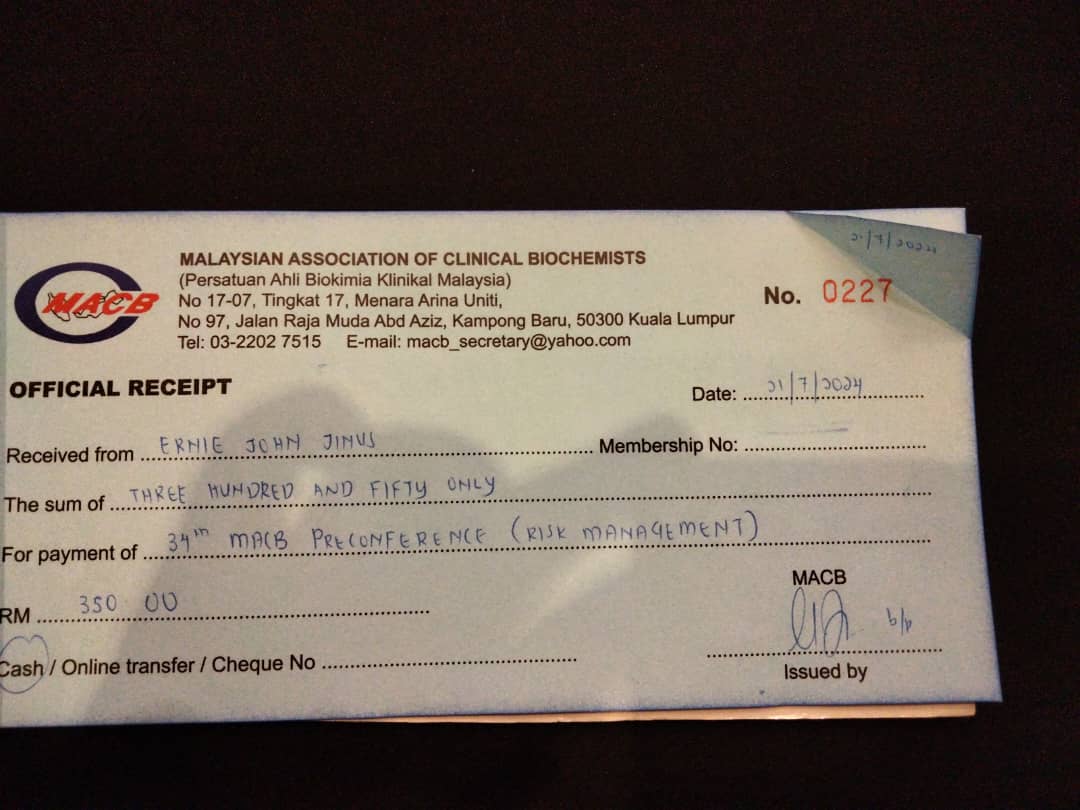 MACB
MALAYSIAN ASSOCIATION OF CLINICAL BIOCHEMISTS
(Persatuan Ahli Biokimia Klinikal Malaysia)
No 17-07, Tingkat 17, Menara Arina Uniti,
No 97, Jalan Raja Muda Abd Aziz, Kampong Baru, 50300 Kuala Lumpur
Tel: 03-2202 7515 E-mail: macb_secretary@yahoo.com
No. 0227
21/7/2024
OFFICIAL RECEIPT
Date: 21/7/2024
Received from ERNIE JOHN JINUS Membership No:
The sum of THREE HUNDRED AND FIFTY ONLY
For payment of 34th MACB PRECONFERENCE (RISK MANAGEMENT)
RM 350 00
MACB
b/p
Cash / Online transfer / Cheque No
Issued by